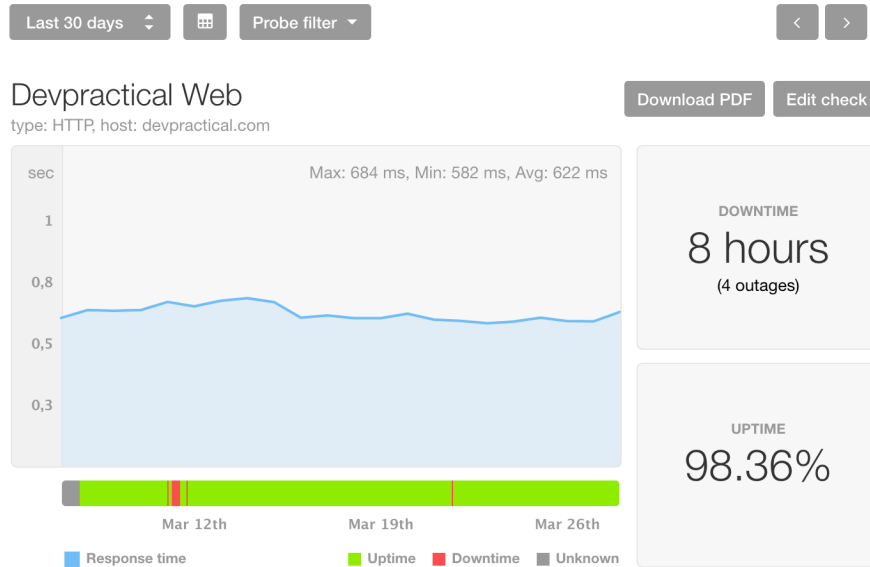 Last 30 days
Probe filter
Devpractical Web
type: HTTP, host: devpractical.com
Download PDF
Edit check
sec
Max: 684 ms, Min: 582 ms, Avg: 622 ms
1
0,8
0,5
0,3
DOWNTIME
8 hours
(4 outages)
UPTIME
98.36%
Mar 12th
Mar 19th
Mar 26th
Response time
Uptime
Downtime
Unknown